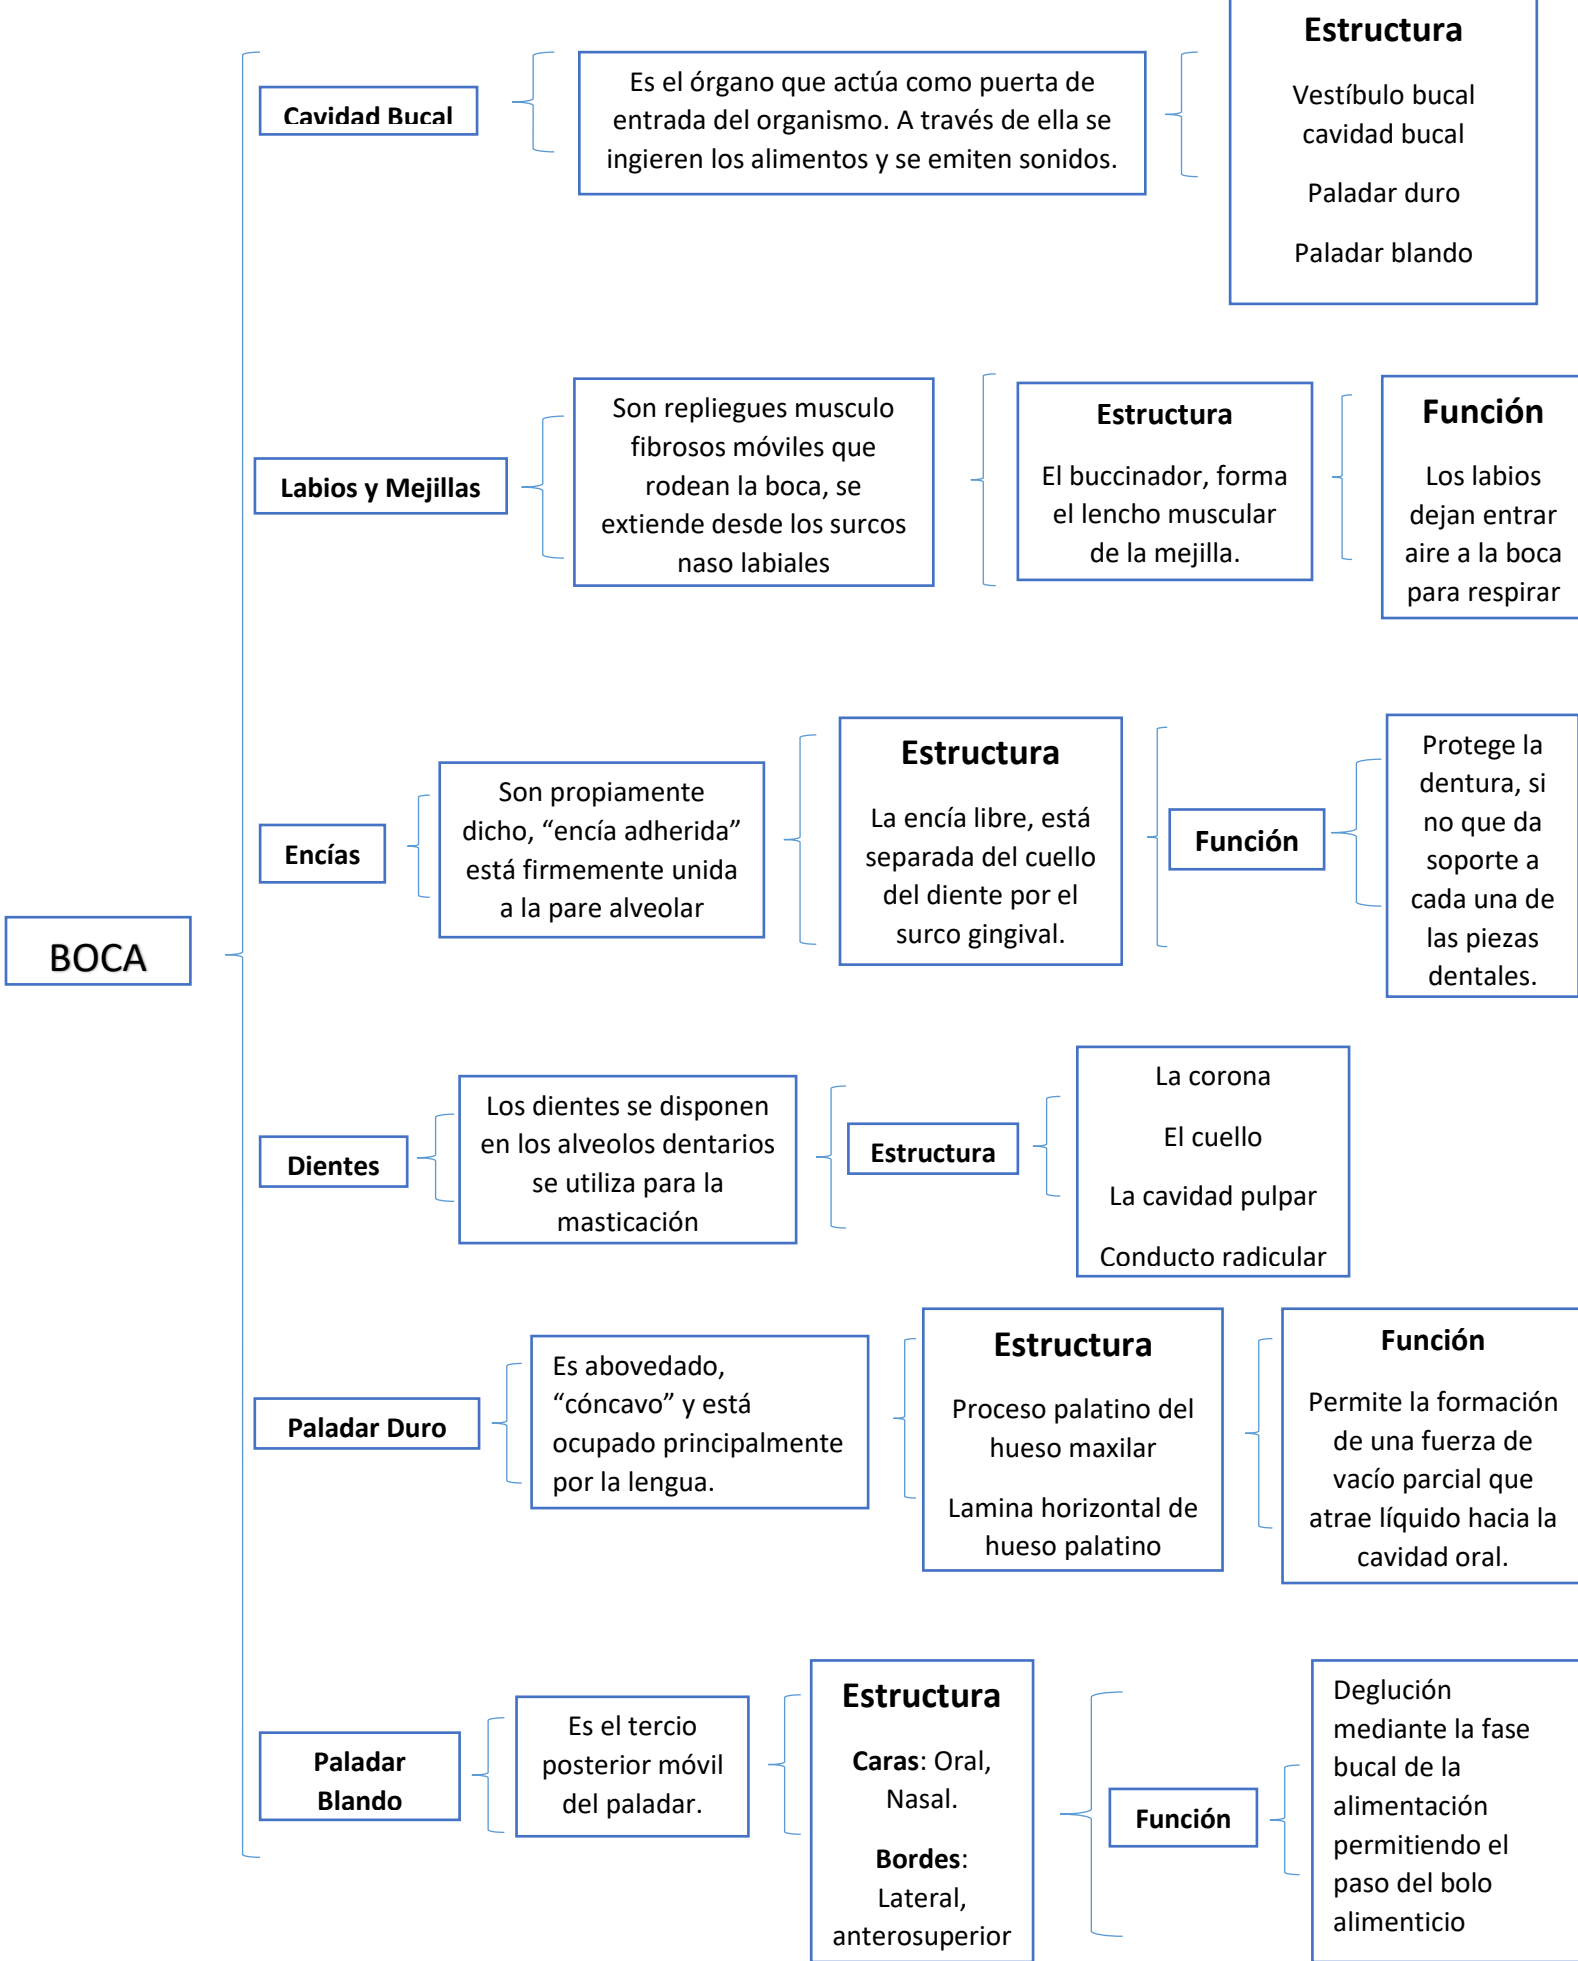 BOCA
Cavidad Bucal
Es el órgano que actúa como puerta de
entrada del organismo. A través de ella se
ingieren los alimentos y se emiten sonidos.
Estructura
Vestíbulo bucal
cavidad bucal
Paladar duro
Paladar blando
Labios y Mejillas
Son repliegues musculo
fibrosos móviles que
rodean la boca, se
extiende desde los surcos
naso labiales
Estructura
El buccinador, forma
el lencho muscular
de la mejilla.
Función
Los labios
dejan entrar
aire a la boca
para respirar
Encías
Son propiamente
dicho, “encía adherida”
está firmemente unida
a la pare alveolar
Estructura
La encía libre, está
separada del cuello
del diente por el
surco gingival.
Función
Protege la
dentura, si
no que da
soporte a
cada una de
las piezas
dentales.
Dientes
Los dientes se disponen
en los alveolos dentarios
se utiliza para la
masticación
Estructura
La corona
El cuello
La cavidad pulpar
Conducto radicular
Paladar Duro
Es abovedado,
“cóncavo” y está
ocupado principalmente
por la lengua.
Estructura
Proceso palatino del
hueso maxilar
Lamina horizontal de
hueso palatino
Función
Permite la formación
de una fuerza de
vacío parcial que
atrae líquido hacia la
cavidad oral.
Paladar
Blando
Es el tercio
posterior móvil
del paladar.
Estructura
Caras: Oral,
Nasal.
Bordes:
Lateral,
anterosuperior
Función
Deglución
mediante la fase
bucal de la
alimentación
permitiendo el
paso del bolo
alimenticio